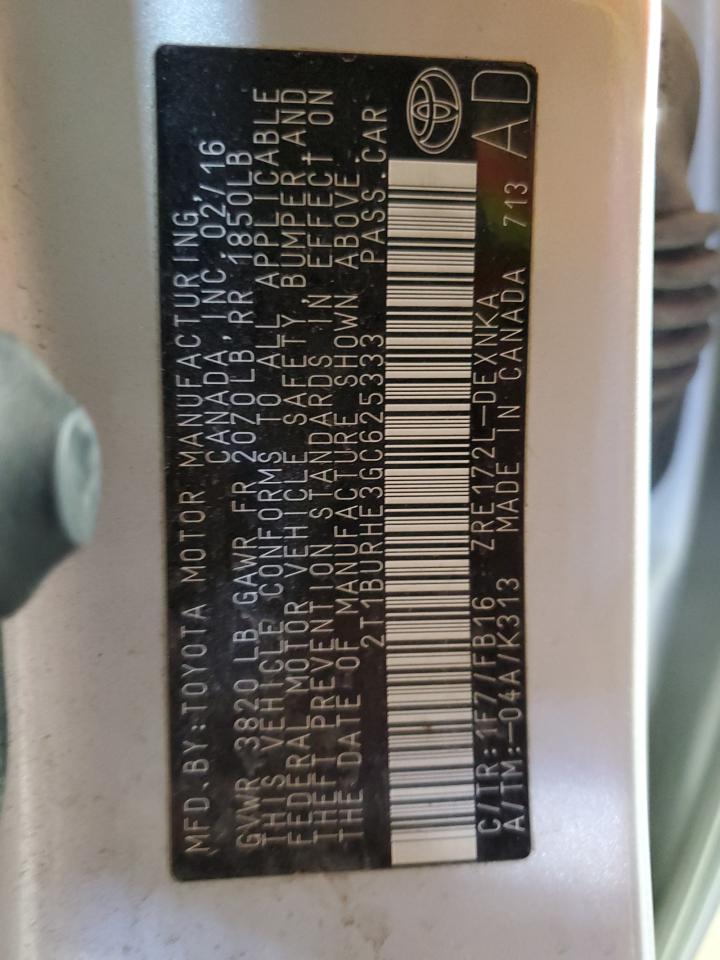 MFD.BY:TOYOTA MOTOR MANUFACTURING,
CANADA, INC. 02/16
GVWR 3820 LB GAWR FR 2070LB, RR 1850LB
THIS VEHICLE CONFORMS TO ALL APPLICABLE
FEDERAL MOTOR VEHICLE SAFETY, BUMPER, AND
THEFT PREVENTION STANDARDS IN EFFECT ON
THE DATE OF MANUFACTURE SHOWN ABOVE.
2T1BURHE3GC625333 PASS.CAR
C/TR:1F7/FB16 ZRE172L-DEXNKA
A/TM:-04A/K313 MADE IN CANADA 713 AD